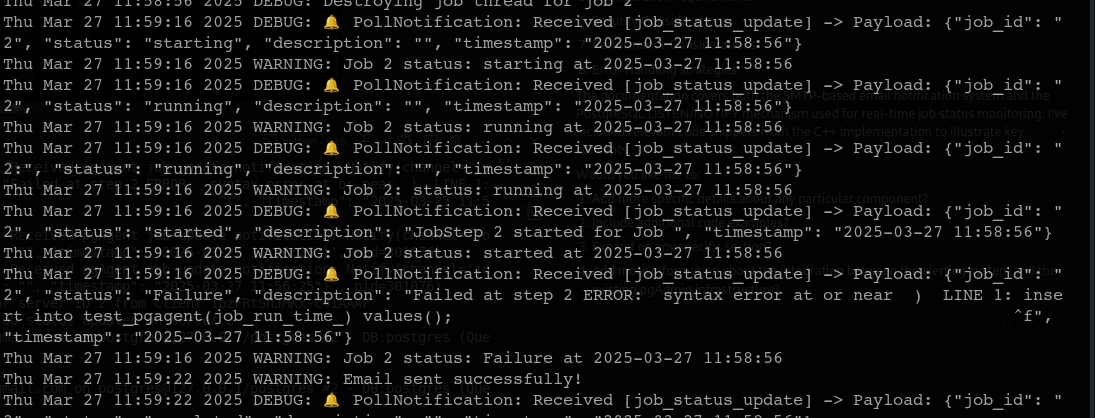 Thu Mar 27 11:58:56 2025 DEBUG: Destroying job thread for job 2
Thu Mar 27 11:59:16 2025 DEBUG: 🔔 PollNotification: Received [job_status_update] -> Payload: {"job_id": "
2", "status": "starting", "description": "", "timestamp": "2025-03-27 11:58:56"}
Thu Mar 27 11:59:16 2025 WARNING: Job 2 status: starting at 2025-03-27 11:58:56
Thu Mar 27 11:59:16 2025 DEBUG: 🔔 PollNotification: Received [job_status_update] -> Payload: {"job_id": "
2", "status": "running", "description": "", "timestamp": "2025-03-27 11:58:56"}
Thu Mar 27 11:59:16 2025 WARNING: Job 2 status: running at 2025-03-27 11:58:56
Thu Mar 27 11:59:16 2025 DEBUG: 🔔 PollNotification: Received [job_status_update] -> Payload: {"job_id": "
2:", "status": "running", "description": "", "timestamp": "2025-03-27 11:58:56"}
Thu Mar 27 11:59:16 2025 WARNING: Job 2: status: running at 2025-03-27 11:58:56
Thu Mar 27 11:59:16 2025 DEBUG: 🔔 PollNotification: Received [job_status_update] -> Payload: {"job_id": "
2", "status": "started", "description": "JobStep 2 started for Job ", "timestamp": "2025-03-27 11:58:56"}
Thu Mar 27 11:59:16 2025 WARNING: Job 2 status: started at 2025-03-27 11:58:56
Thu Mar 27 11:59:16 2025 DEBUG: 🔔 PollNotification: Received [job_status_update] -> Payload: {"job_id": "
2", "status": "Failure", "description": "Failed at step 2 ERROR:  syntax error at or near  )  LINE 1: inse
rt into test_pgagent(job_run_time_) values(); ^f",
"timestamp": "2025-03-27 11:58:56"}
Thu Mar 27 11:59:16 2025 WARNING: Job 2 status: Failure at 2025-03-27 11:58:56
Thu Mar 27 11:59:22 2025 WARNING: Email sent successfully!
Thu Mar 27 11:59:22 2025 DEBUG: 🔔 PollNotification: Received [job_status_update] -> Payload: {"job_id": "